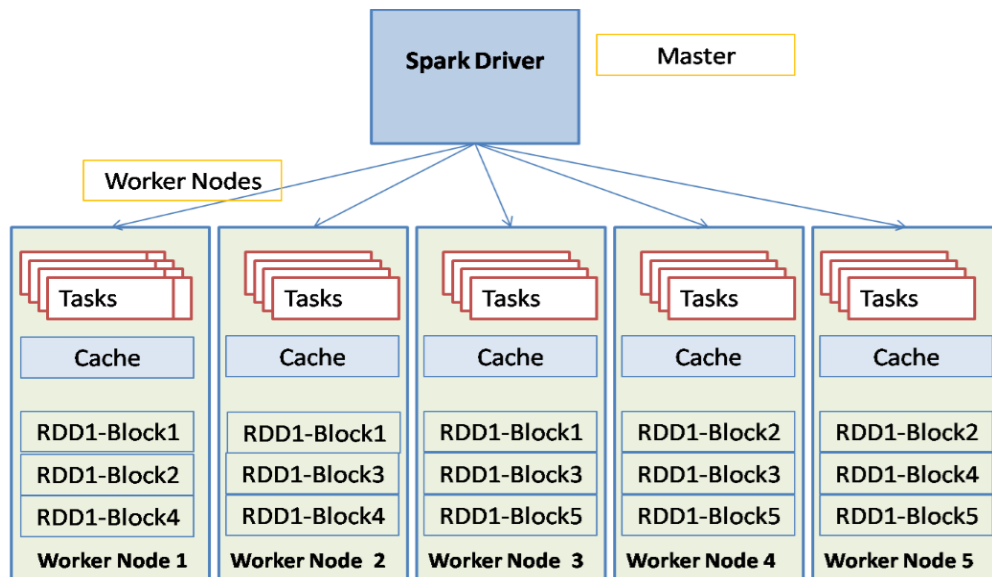 Spark Driver
Master
Worker Nodes
Tasks
Tasks
Tasks
Tasks
Tasks
Cache
Cache
Cache
Cache
Cache
RDD1-Block1
RDD1-Block1
RDD1-Block1
RDD1-Block2
RDD1-Block2
RDD1-Block2
RDD1-Block3
RDD1-Block3
RDD1-Block3
RDD1-Block4
RDD1-Block4
RDD1-Block4
RDD1-Block5
RDD1-Block5
RDD1-Block5
Worker Node 1
Worker Node 2
Worker Node 3
Worker Node 4
Worker Node 5